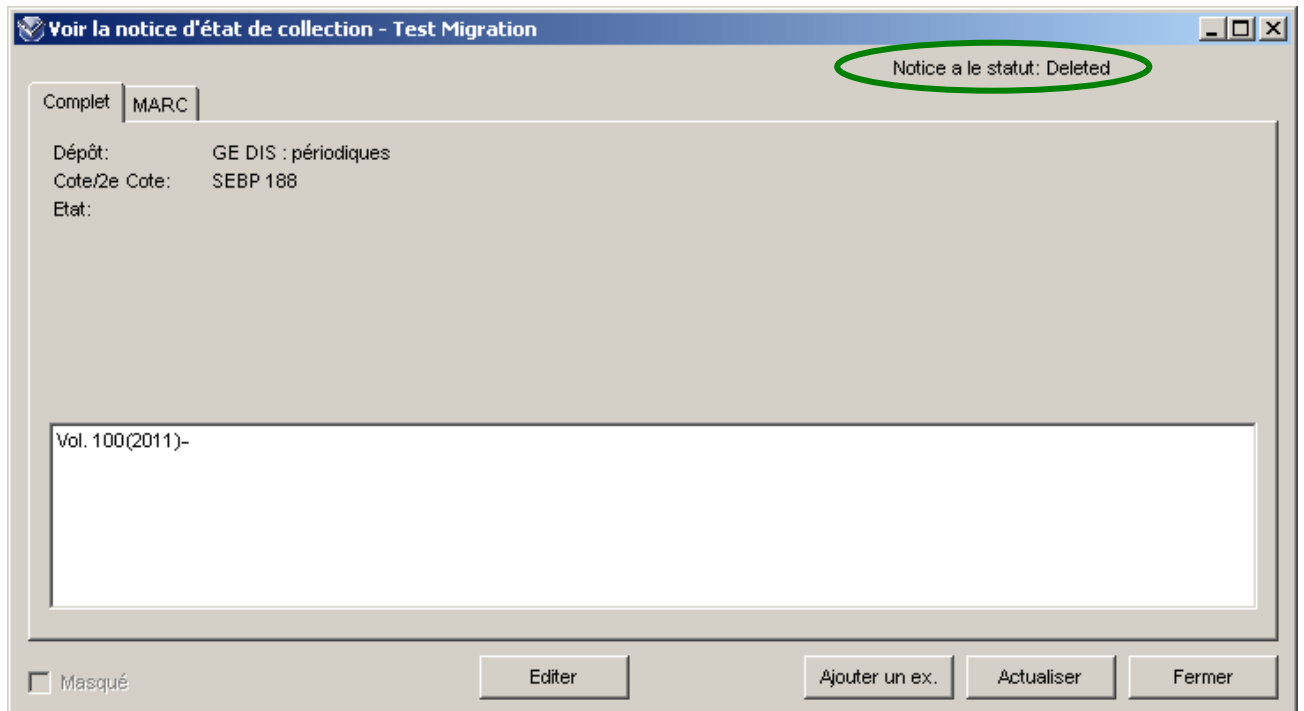 Voir la notice d'état de collection - Test Migration
Notice a le statut: Deleted
Complet MARC
Dépôt: GE DIS : périodiques
Cote/2e Cote: SEBP 188
Etat:
Vol. 100(2011)-
Masqué Editer Ajouter un ex. Actualiser Fermer